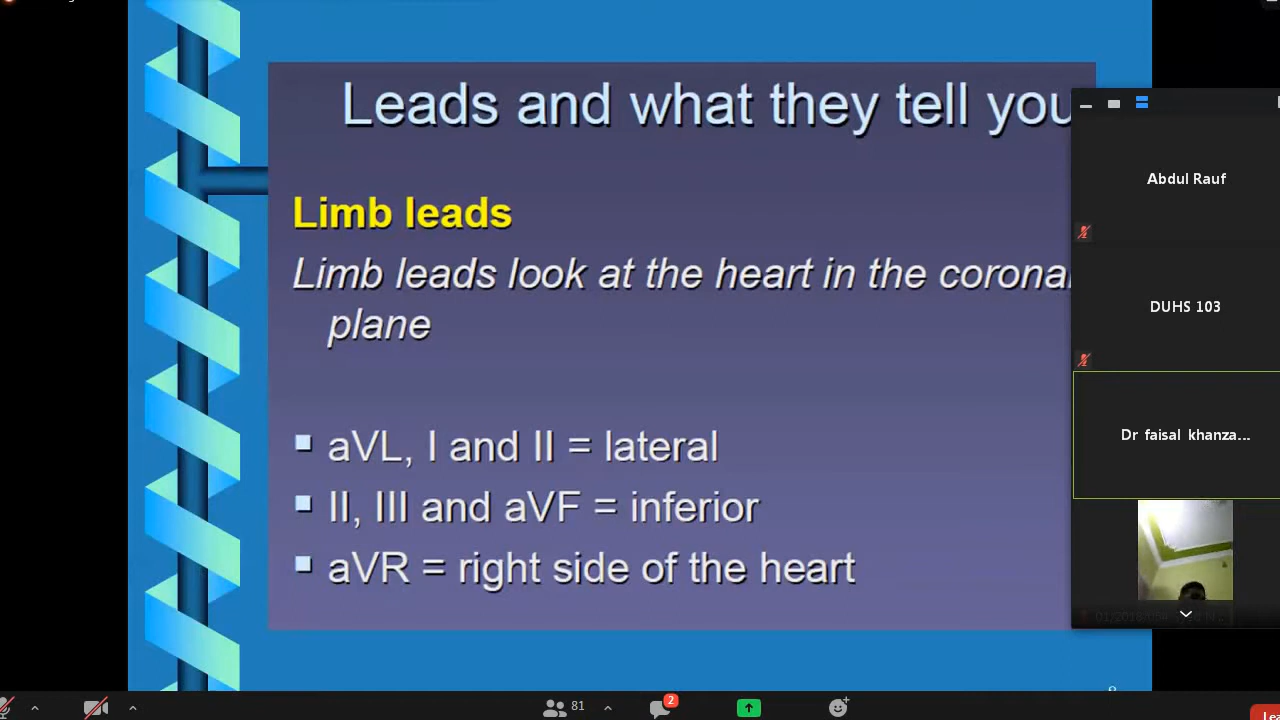 Leads and what they tell you
Limb leads
Limb leads look at the heart in the coronal
plane
aVL, I and II = lateral
II, III and aVF = inferior
aVR = right side of the heart
Abdul Rauf
DUHS 103
Dr faisal khanza...
81
2